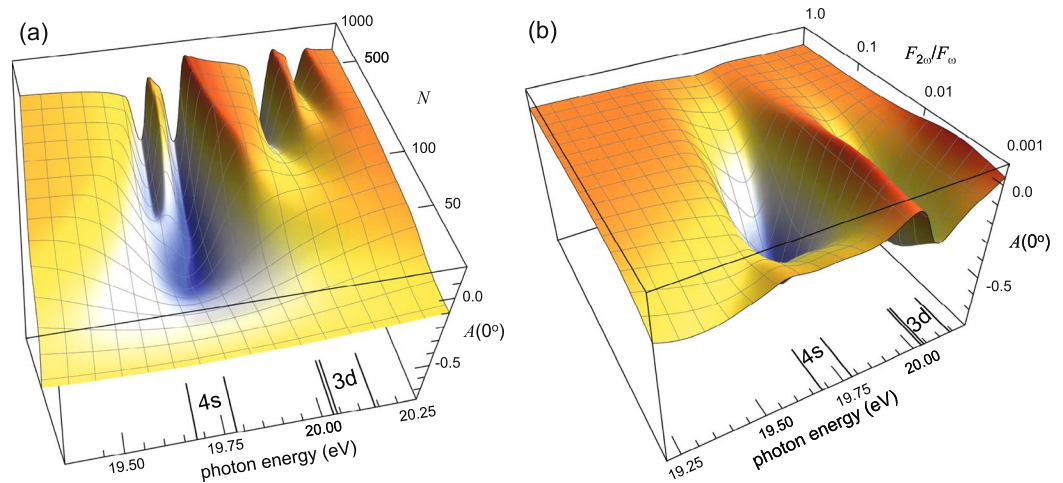 (a)
1000
500
N
100
50
0.0
A(0°)
-0.5
4s
3d
19.50
19.75
20.00
20.25
photon energy (eV)
(b)
1.0
0.1
F2ω/Fω
0.01
0.001
0.0
A(0°)
-0.5
4s
3d
19.25
19.50
19.75
20.00
photon energy (eV)